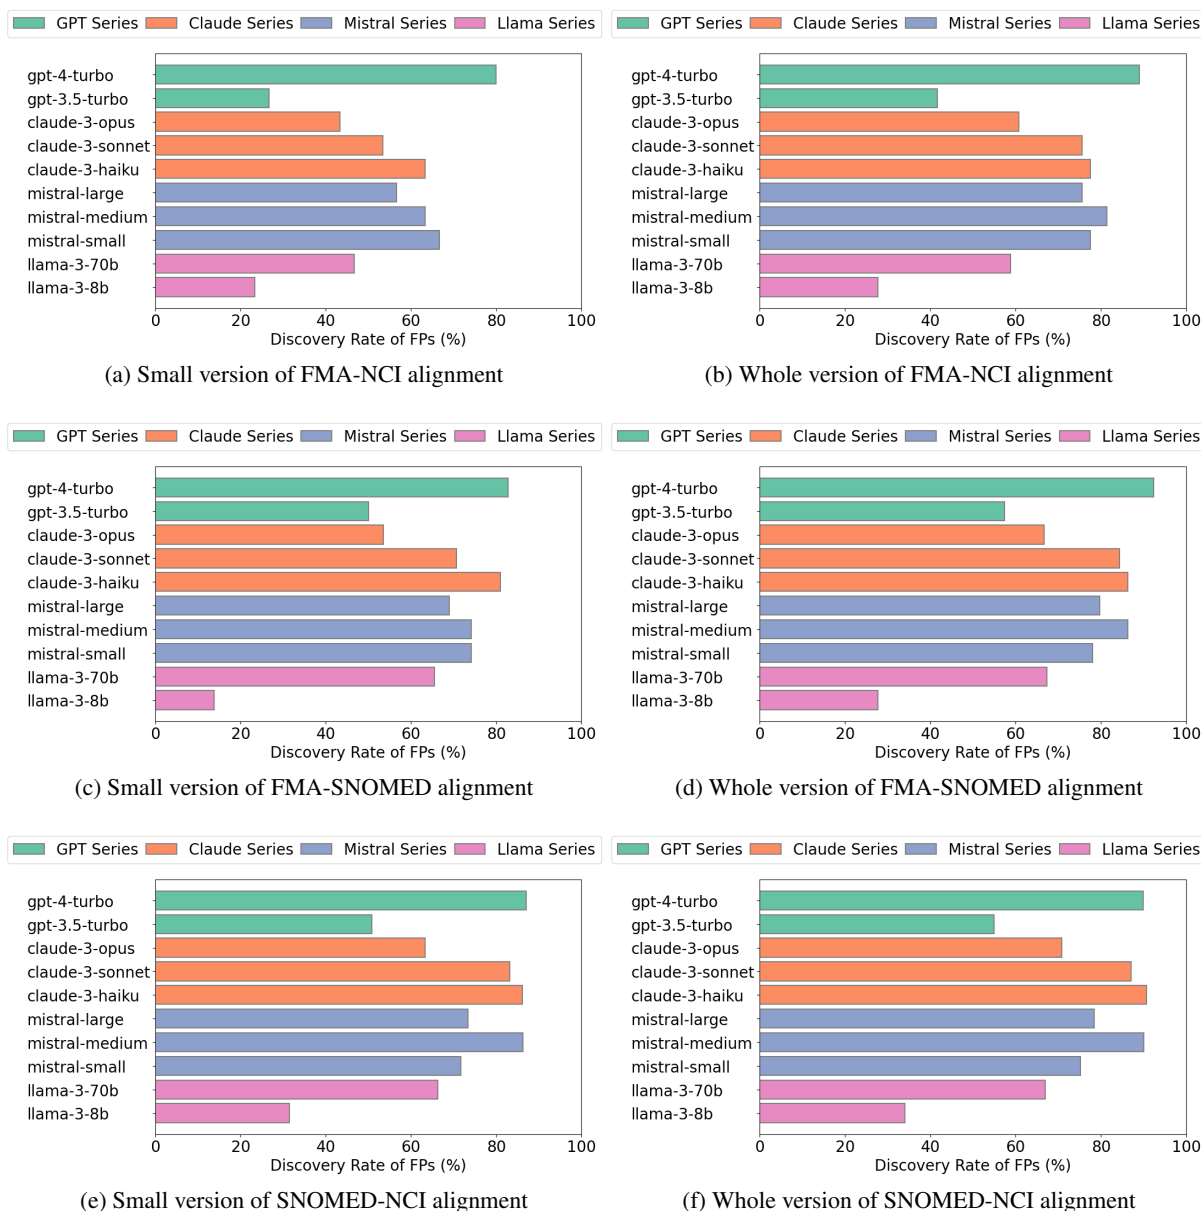 GPT Series Claude Series Mistral Series Llama Series
gpt-4-turbo
gpt-3.5-turbo
claude-3-opus
claude-3-sonnet
claude-3-haiku
mistral-large
mistral-medium
mistral-small
llama-3-70b
llama-3-8b
0 20 40 60 80 100
Discovery Rate of FPs (%)
(a) Small version of FMA-NCI alignment
GPT Series Claude Series Mistral Series Llama Series
gpt-4-turbo
gpt-3.5-turbo
claude-3-opus
claude-3-sonnet
claude-3-haiku
mistral-large
mistral-medium
mistral-small
llama-3-70b
llama-3-8b
0 20 40 60 80 100
Discovery Rate of FPs (%)
(b) Whole version of FMA-NCI alignment
GPT Series Claude Series Mistral Series Llama Series
gpt-4-turbo
gpt-3.5-turbo
claude-3-opus
claude-3-sonnet
claude-3-haiku
mistral-large
mistral-medium
mistral-small
llama-3-70b
llama-3-8b
0 20 40 60 80 100
Discovery Rate of FPs (%)
(c) Small version of FMA-SNOMED alignment
GPT Series Claude Series Mistral Series Llama Series
gpt-4-turbo
gpt-3.5-turbo
claude-3-opus
claude-3-sonnet
claude-3-haiku
mistral-large
mistral-medium
mistral-small
llama-3-70b
llama-3-8b
0 20 40 60 80 100
Discovery Rate of FPs (%)
(d) Whole version of FMA-SNOMED alignment
GPT Series Claude Series Mistral Series Llama Series
gpt-4-turbo
gpt-3.5-turbo
claude-3-opus
claude-3-sonnet
claude-3-haiku
mistral-large
mistral-medium
mistral-small
llama-3-70b
llama-3-8b
0 20 40 60 80 100
Discovery Rate of FPs (%)
(e) Small version of SNOMED-NCI alignment
GPT Series Claude Series Mistral Series Llama Series
gpt-4-turbo
gpt-3.5-turbo
claude-3-opus
claude-3-sonnet
claude-3-haiku
mistral-large
mistral-medium
mistral-small
llama-3-70b
llama-3-8b
0 20 40 60 80 100
Discovery Rate of FPs (%)
(f) Whole version of SNOMED-NCI alignment